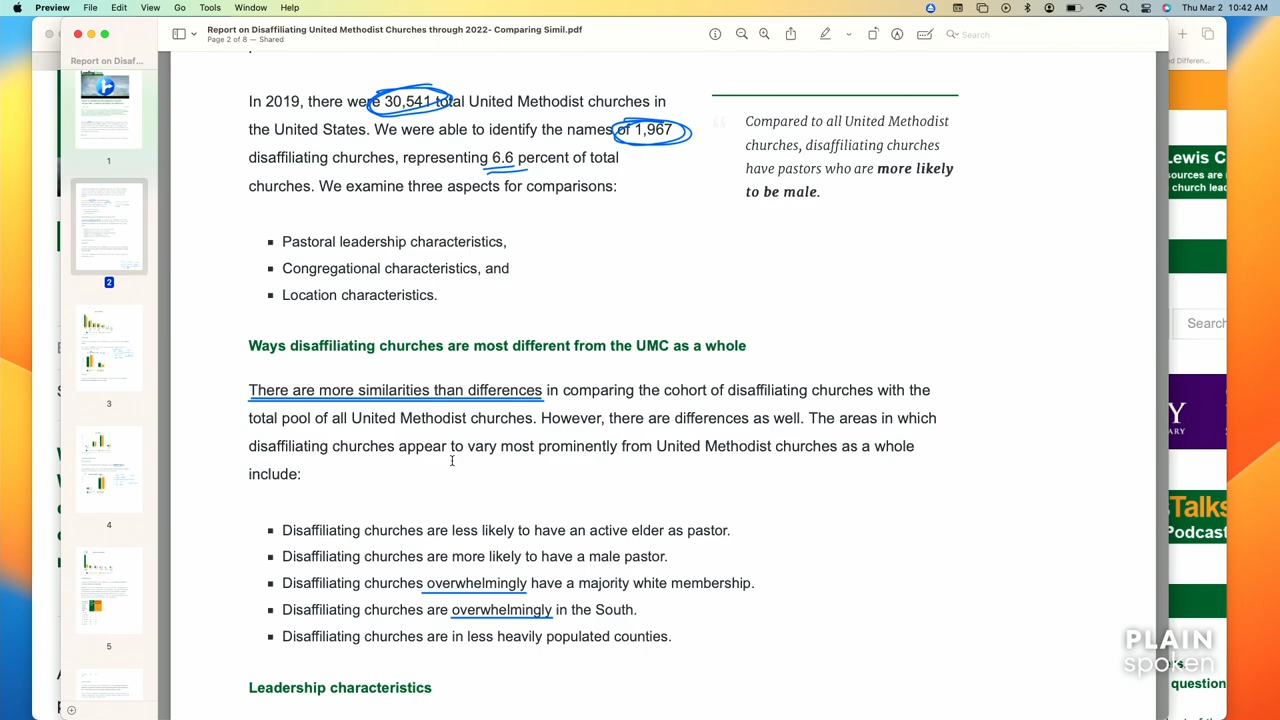 Preview File Edit View Go Tools Window Help
Thu Mar 2 10:42 AM
Report on Disaffiliating United Methodist Churches through 2022- Comparing Simil.pdf
Page 2 of 8 — Shared
Search
Report on Disaf...
nd Differen...
In 2019, there were 30,541 total United Methodist churches in
the United States. We were able to identify the names of 1,967
disaffiliating churches, representing 6.6 percent of total
churches. We examine three aspects for comparisons:
Compared to all United Methodist
churches, disaffiliating churches
have pastors who are more likely
to be male.
▪ Pastoral leadership characteristics,
▪ Congregational characteristics, and
▪ Location characteristics.
Ways disaffiliating churches are most different from the UMC as a whole
There are more similarities than differences in comparing the cohort of disaffiliating churches with the
total pool of all United Methodist churches. However, there are differences as well. The areas in which
disaffiliating churches appear to vary most prominently from United Methodist churches as a whole
include:
▪ Disaffiliating churches are less likely to have an active elder as pastor.
▪ Disaffiliating churches are more likely to have a male pastor.
▪ Disaffiliating churches overwhelmingly have a majority white membership.
▪ Disaffiliating churches are overwhelmingly in the South.
▪ Disaffiliating churches are in less heavily populated counties.
Leadership characteristics
1
2
3
4
5
Lewis C
sources are
church lead
Search
Y
ARY
Talks
Podcast
question
PLAIN
spoken